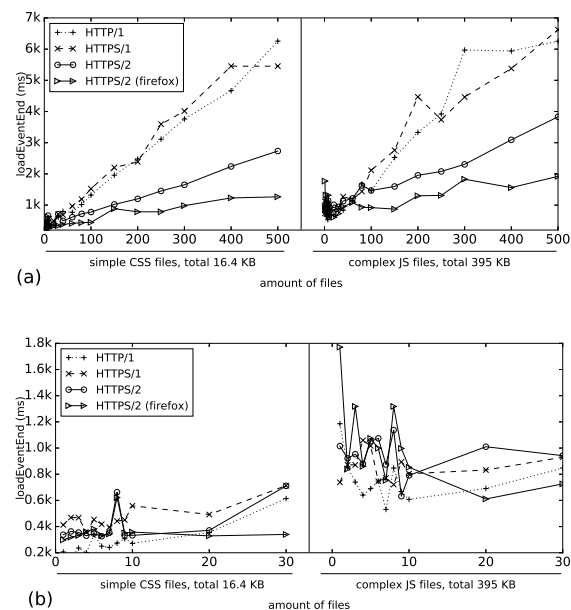 7k
6k
5k
4k
3k
2k
1k
loadEventEnd (ms)
HTTP/1
HTTPS/1
HTTPS/2
HTTPS/2 (firefox)
0 100 200 300 400 500 0 100 200 300 400 500
simple CSS files, total 16.4 KB complex JS files, total 395 KB
(a)
amount of files
1.8k
1.6k
1.4k
1.2k
1.0k
0.8k
0.6k
0.4k
0.2k
loadEventEnd (ms)
HTTP/1
HTTPS/1
HTTPS/2
HTTPS/2 (firefox)
0 10 20 30 0 10 20 30
simple CSS files, total 16.4 KB complex JS files, total 395 KB
(b)
amount of files